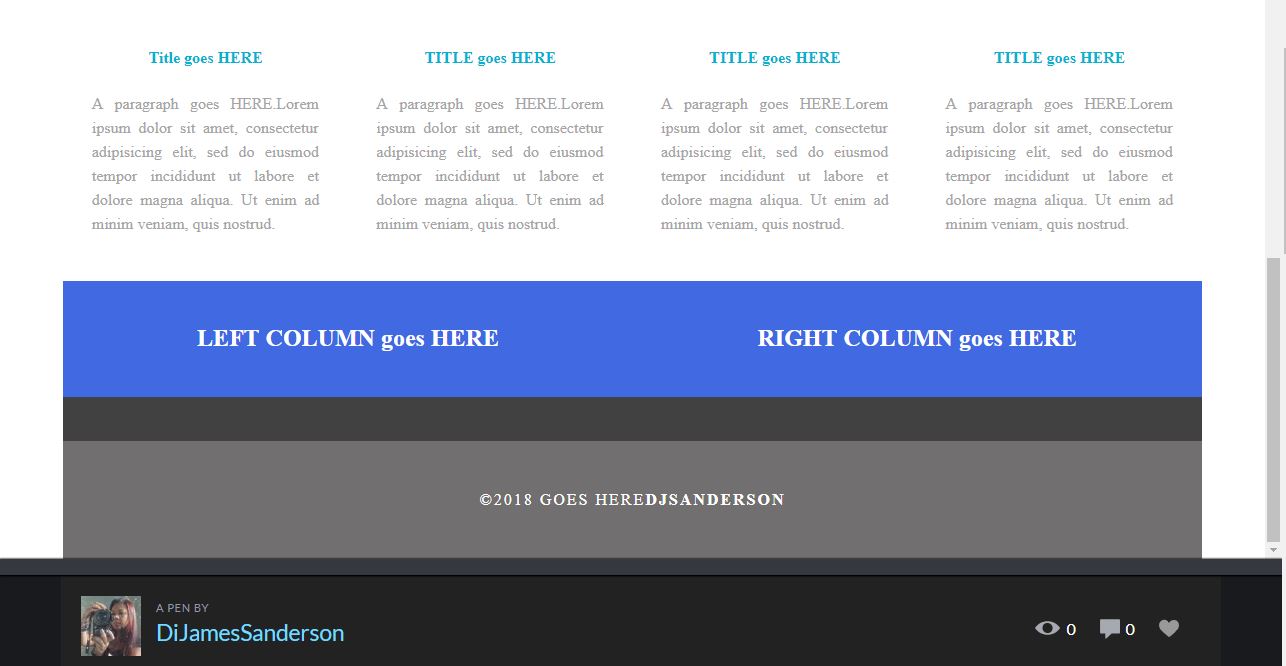 Title goes HERE
A paragraph goes HERE.Lorem
ipsum dolor sit amet, consectetur
adipisicing elit, sed do eiusmod
tempor incididunt ut labore et
dolore magna aliqua. Ut enim ad
minim veniam, quis nostrud.
TITLE goes HERE
A paragraph goes HERE.Lorem
ipsum dolor sit amet, consectetur
adipisicing elit, sed do eiusmod
tempor incididunt ut labore et
dolore magna aliqua. Ut enim ad
minim veniam, quis nostrud.
TITLE goes HERE
A paragraph goes HERE.Lorem
ipsum dolor sit amet, consectetur
adipisicing elit, sed do eiusmod
tempor incididunt ut labore et
dolore magna aliqua. Ut enim ad
minim veniam, quis nostrud.
TITLE goes HERE
A paragraph goes HERE.Lorem
ipsum dolor sit amet, consectetur
adipisicing elit, sed do eiusmod
tempor incididunt ut labore et
dolore magna aliqua. Ut enim ad
minim veniam, quis nostrud.
LEFT COLUMN goes HERE
RIGHT COLUMN goes HERE
©2018 GOES HEREDJSANDERSON
A PEN BY
DiJamesSanderson
0
0